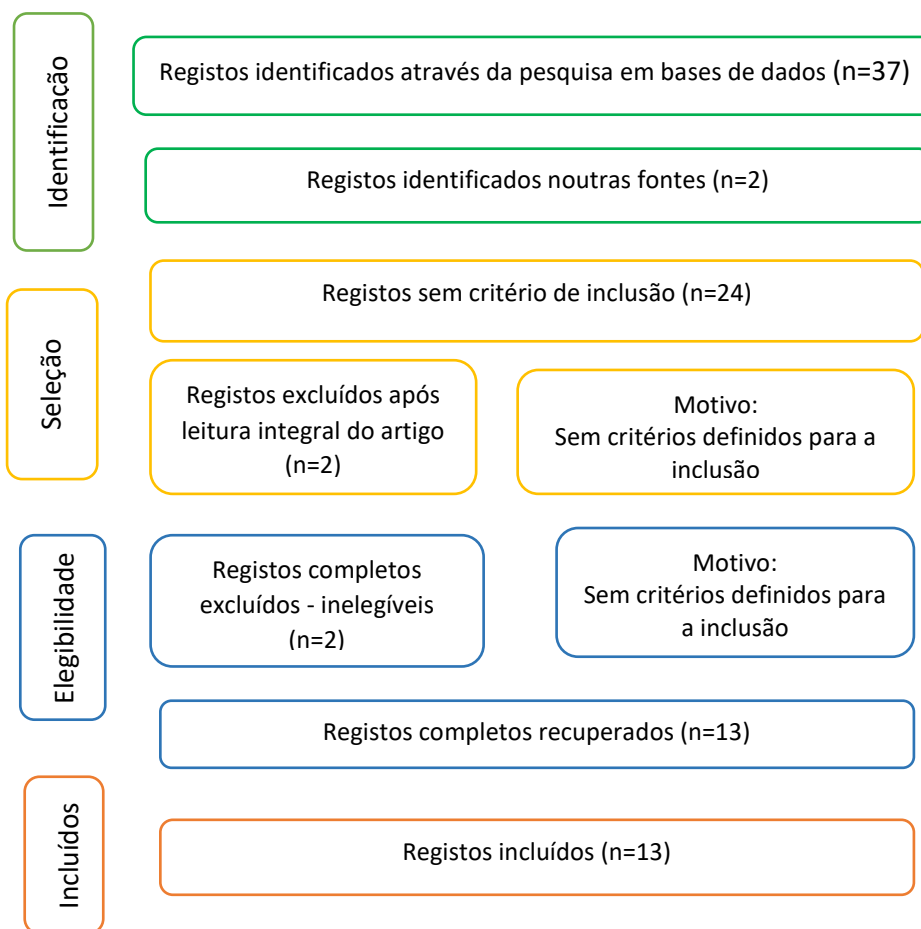 Identificação
Registos identificados através da pesquisa em bases de dados (n=37)
Registos identificados noutras fontes (n=2)
Seleção
Registos sem critério de inclusão (n=24)
Registos excluídos após
leitura integral do artigo
(n=2)
Motivo:
Sem critérios definidos para a
inclusão
Elegibilidade
Registos completos
excluídos - inelegíveis
(n=2)
Motivo:
Sem critérios definidos para
a inclusão
Registos completos recuperados (n=13)
Incluídos
Registos incluídos (n=13)